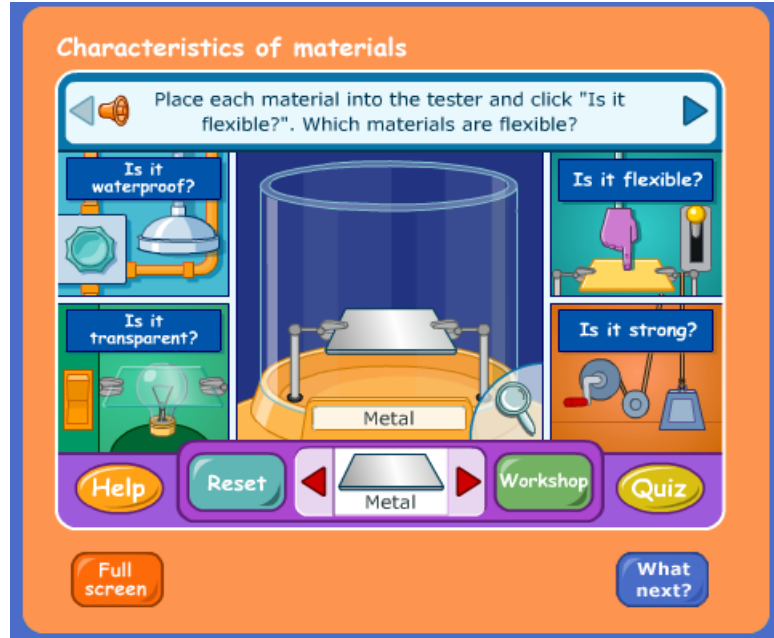 Characteristics of materials
Place each material into the tester and click "Is it
flexible?". Which materials are flexible?
Is it
waterproof?
Is it flexible?
Is it
transparent?
Is it strong?
Metal
Help
Reset
Metal
Workshop
Quiz
Full
screen
What
next?